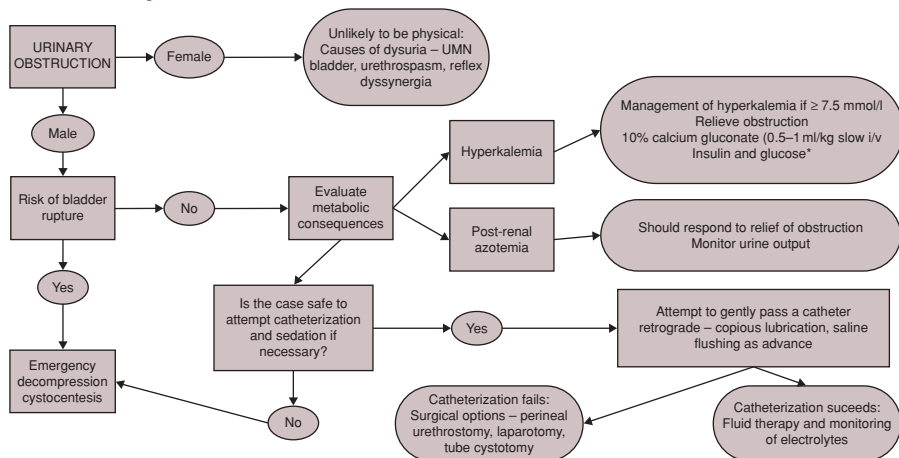 URINARY
OBSTRUCTION
Female
Unlikely to be physical:
Causes of dysuria – UMN
bladder, urethrospasm, reflex
dyssynergia
Male
Risk of bladder
rupture
No
Evaluate
metabolic
consequences
Hyperkalemia
Management of hyperkalemia if ≥ 7.5 mmol/l
Relieve obstruction
10% calcium gluconate (0.5–1 ml/kg slow i/v
Insulin and glucose*
Post-renal
azotemia
Should respond to relief of obstruction
Monitor urine output
Yes
Is the case safe to
attempt catheterization
and sedation if
necessary?
Yes
Attempt to gently pass a catheter
retrograde – copious lubrication, saline
flushing as advance
Emergency
decompression
cystocentesis
No
Catheterization fails:
Surgical options – perineal
urethrostomy, laparotomy,
tube cystotomy
Catheterization suceeds:
Fluid therapy and monitoring
of electrolytes